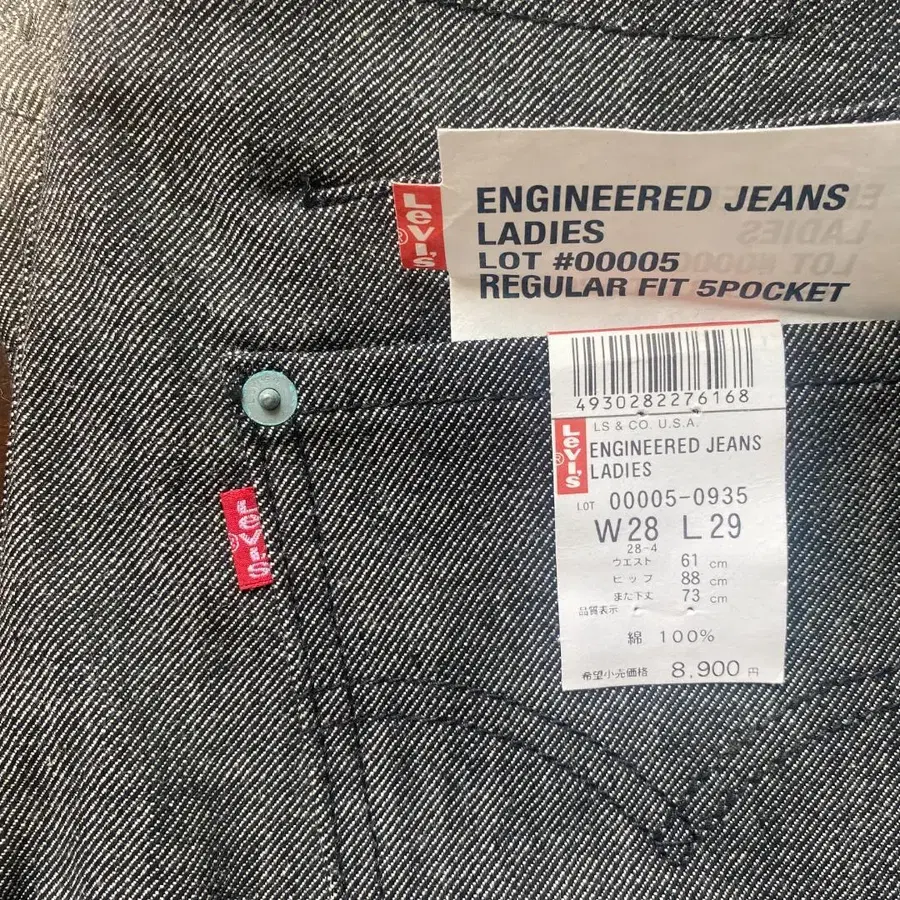 Levi's ®
ENGINEERED JEANS
LADIES
LOT #00005
REGULAR FIT 5POCKET
4930282276168
LS & CO. U.S.A.
Levi's ®
ENGINEERED JEANS
LADIES
LOT 00005-0935
W28 L29
28-4
ウエスト 61 cm
ヒップ 88 cm
また下丈 73 cm
品質表示
綿 100%
希望小売価格 8,900 円
Levi's ®